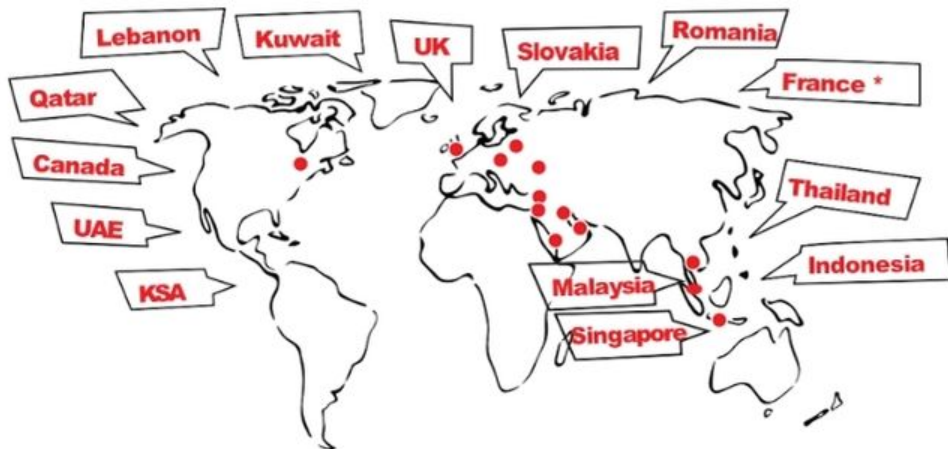 Lebanon
Kuwait
UK
Slovakia
Romania
Qatar
France *
Canada
Thailand
UAE
Indonesia
KSA
Malaysia
Singapore